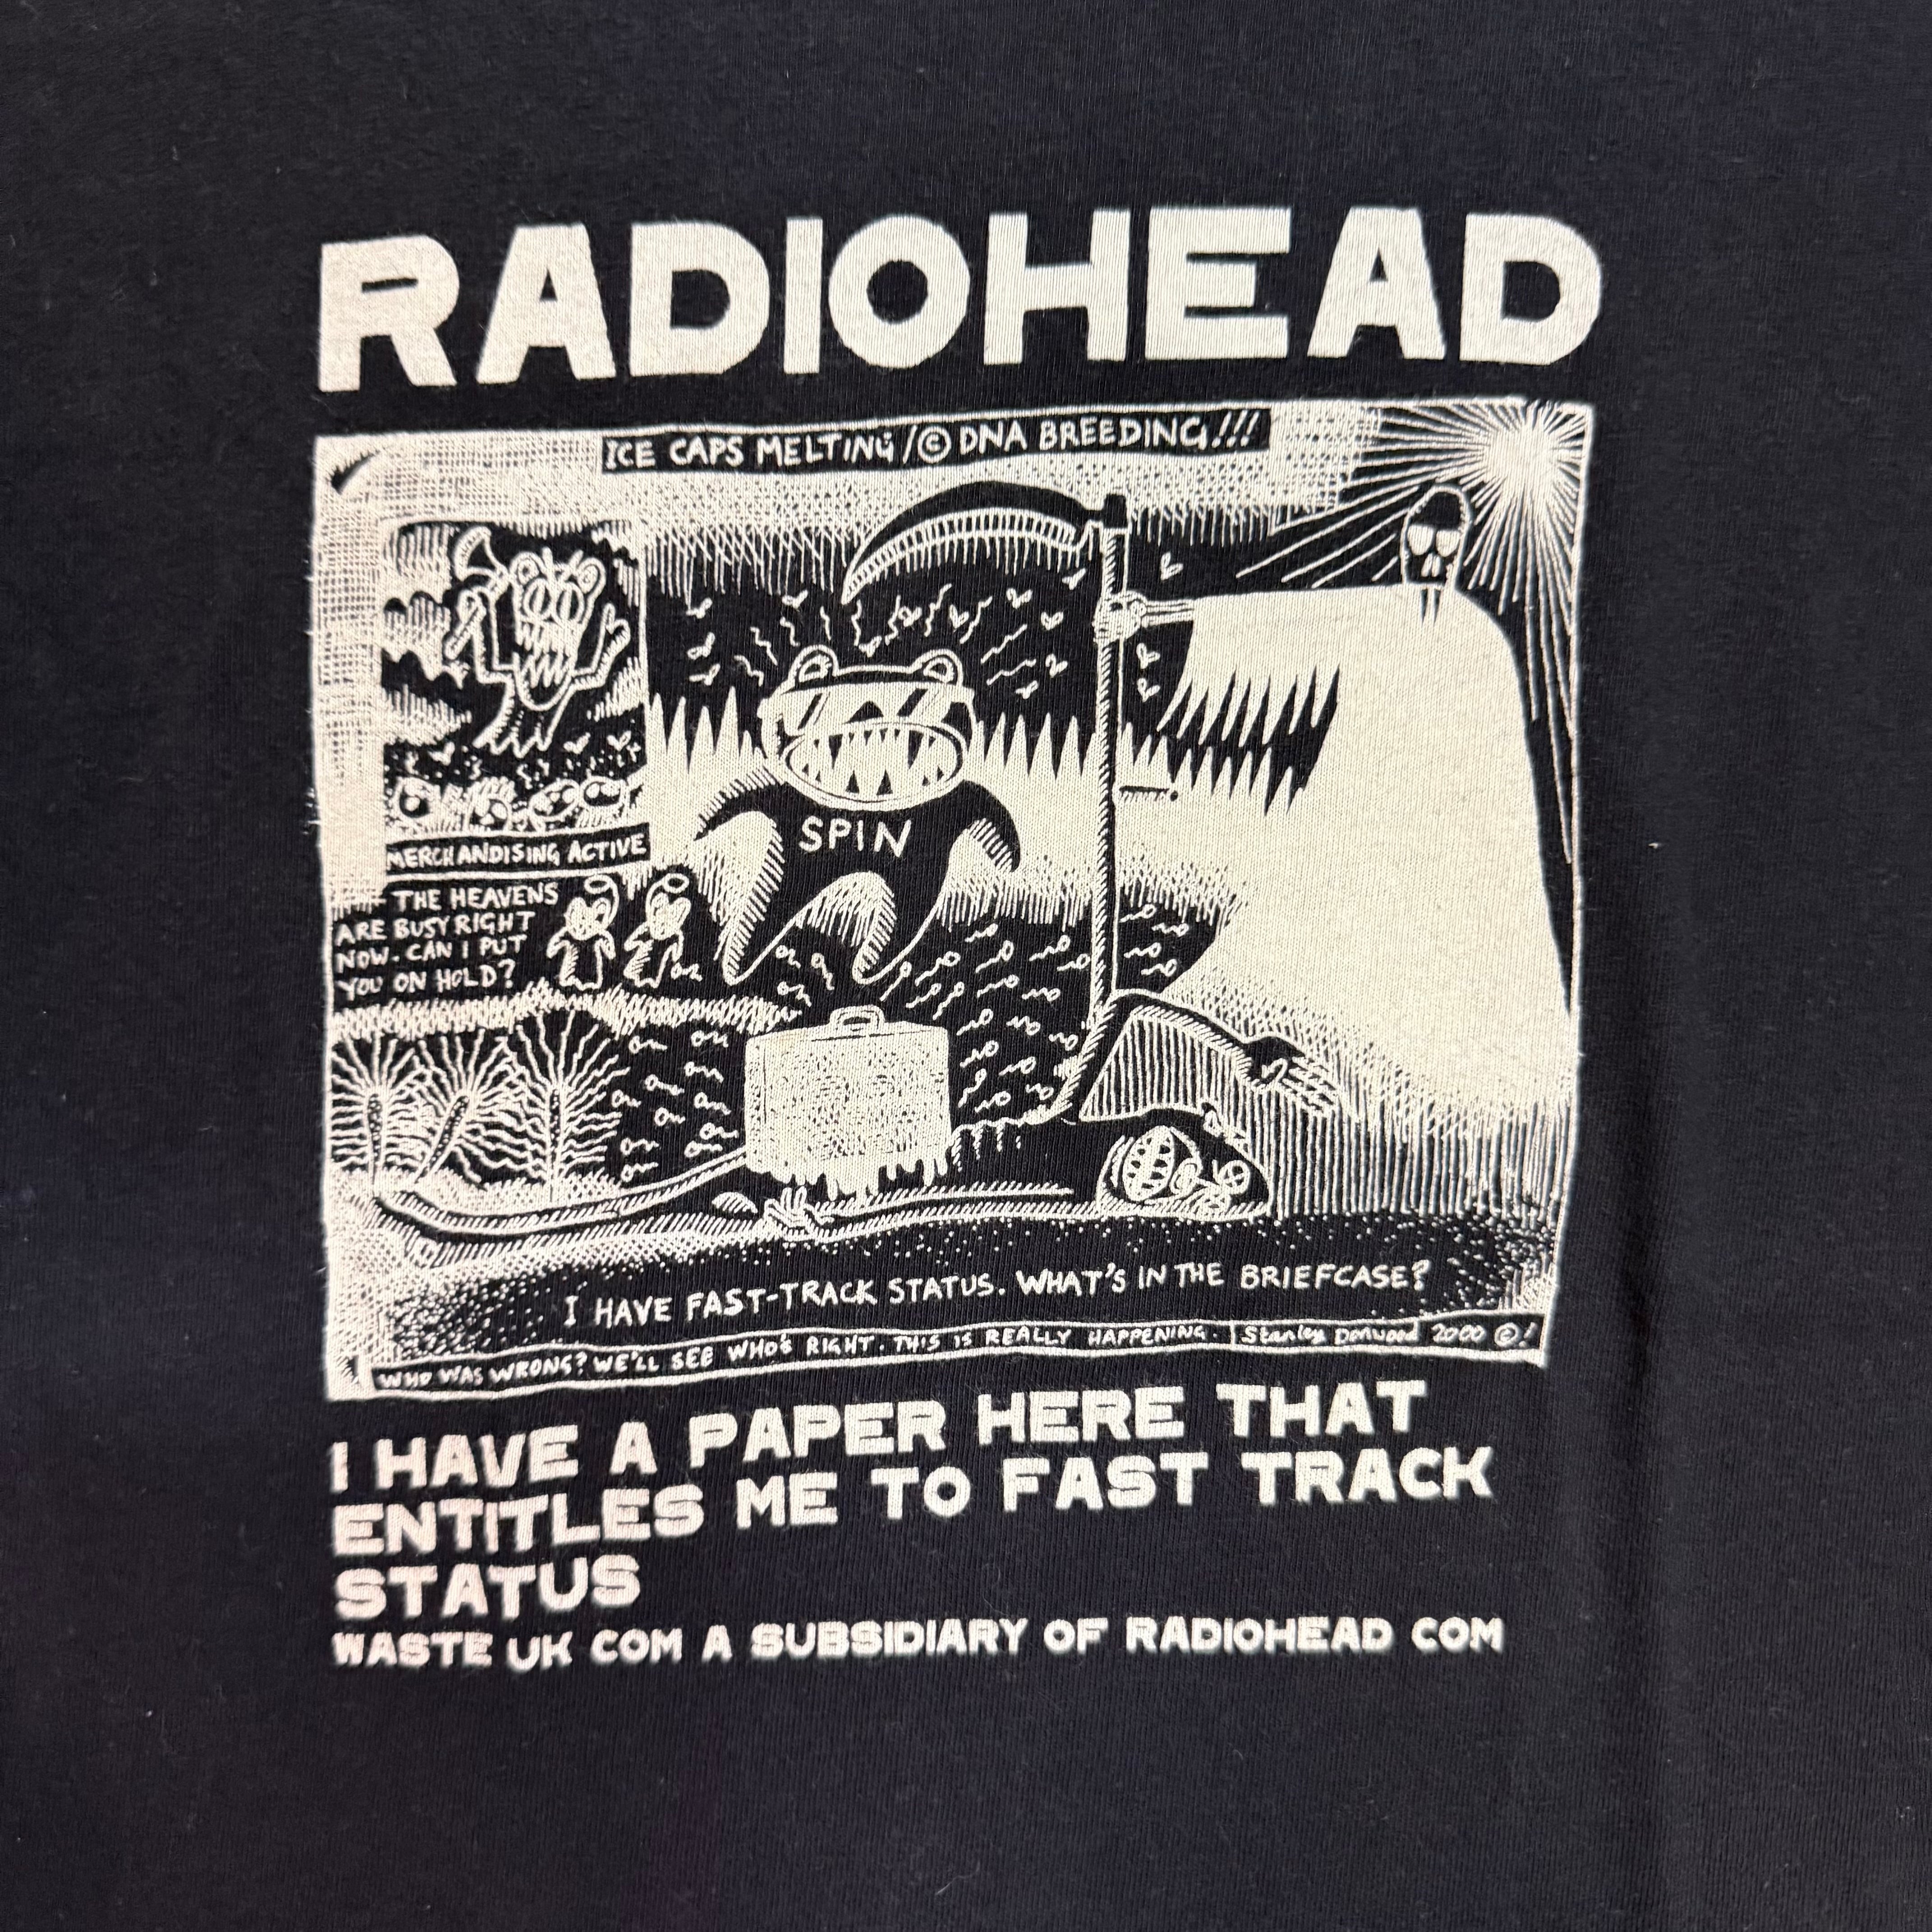 RADIOHEAD
ICE CAPS MELTING/© DNA BREEDING!!!
SPIN
MERCHANDISING ACTIVE
THE HEAVENS
ARE BUSY RIGHT
NOW. CAN I PUT
YOU ON HOLD?
I HAVE FAST-TRACK STATUS. WHAT'S IN THE BRIEFCASE?
WHO WAS WRONG? WE'LL SEE WHO'S RIGHT. THIS IS REALLY HAPPENING. Stanley Donwood 2000 ©!
I HAVE A PAPER HERE THAT
ENTITLES ME TO FAST TRACK
STATUS
WASTE UK COM A SUBSIDIARY OF RADIOHEAD COM